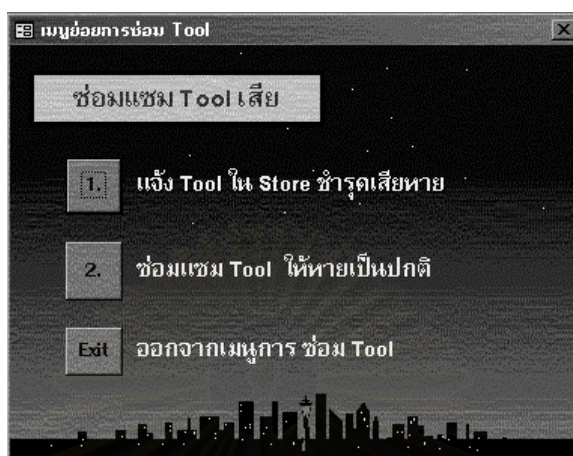 เมนูย่อยการซ่อม Tool
ซ่อมแซม Tool เสีย
1. แจ้ง Tool ใน Store ชำรุดเสียหาย
2. ซ่อมแซม Tool ให้หายเป็นปกติ
Exit ออกจากเมนูการ ซ่อม Tool